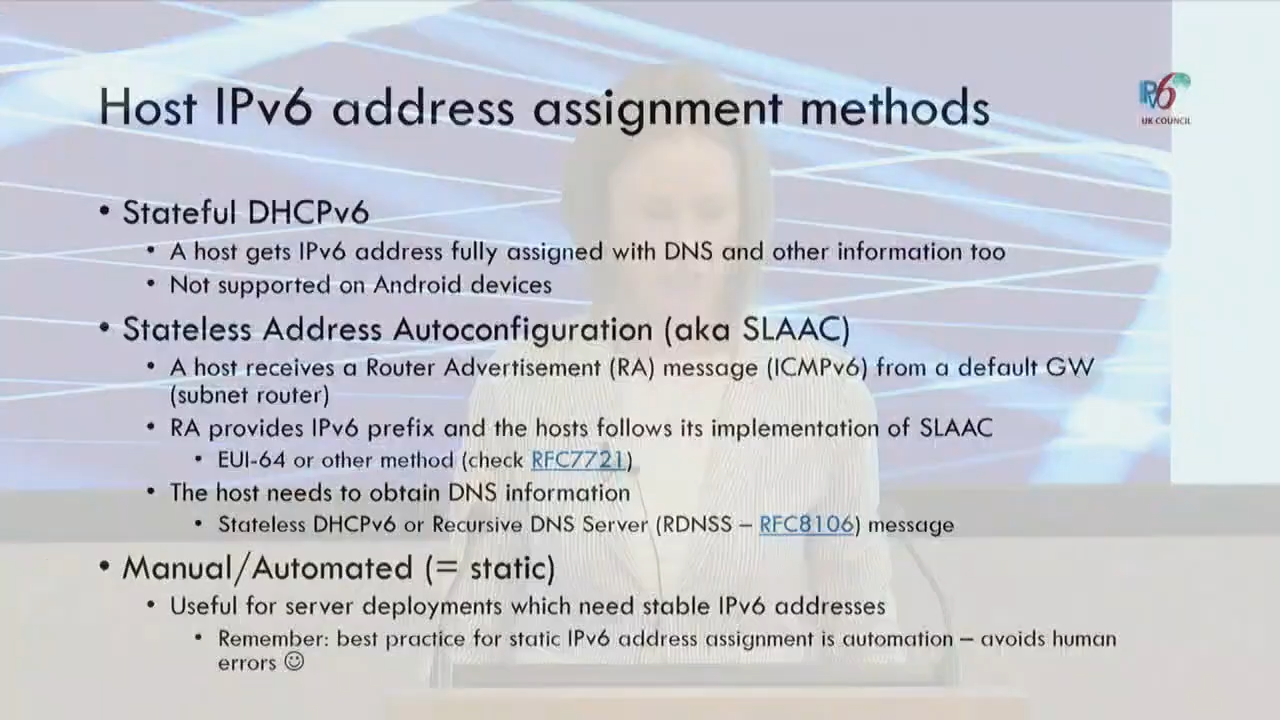 Host IPv6 address assignment methods
IPv6
UK COUNCIL
• Stateful DHCPv6
• A host gets IPv6 address fully assigned with DNS and other information too
• Not supported on Android devices
• Stateless Address Autoconfiguration (aka SLAAC)
• A host receives a Router Advertisement (RA) message (ICMPv6) from a default GW
(subnet router)
• RA provides IPv6 prefix and the hosts follows its implementation of SLAAC
• EUI-64 or other method (check RFC7721)
• The host needs to obtain DNS information
• Stateless DHCPv6 or Recursive DNS Server (RDNSS – RFC8106) message
• Manual/Automated (= static)
• Useful for server deployments which need stable IPv6 addresses
• Remember: best practice for static IPv6 address assignment is automation – avoids human
errors ☺